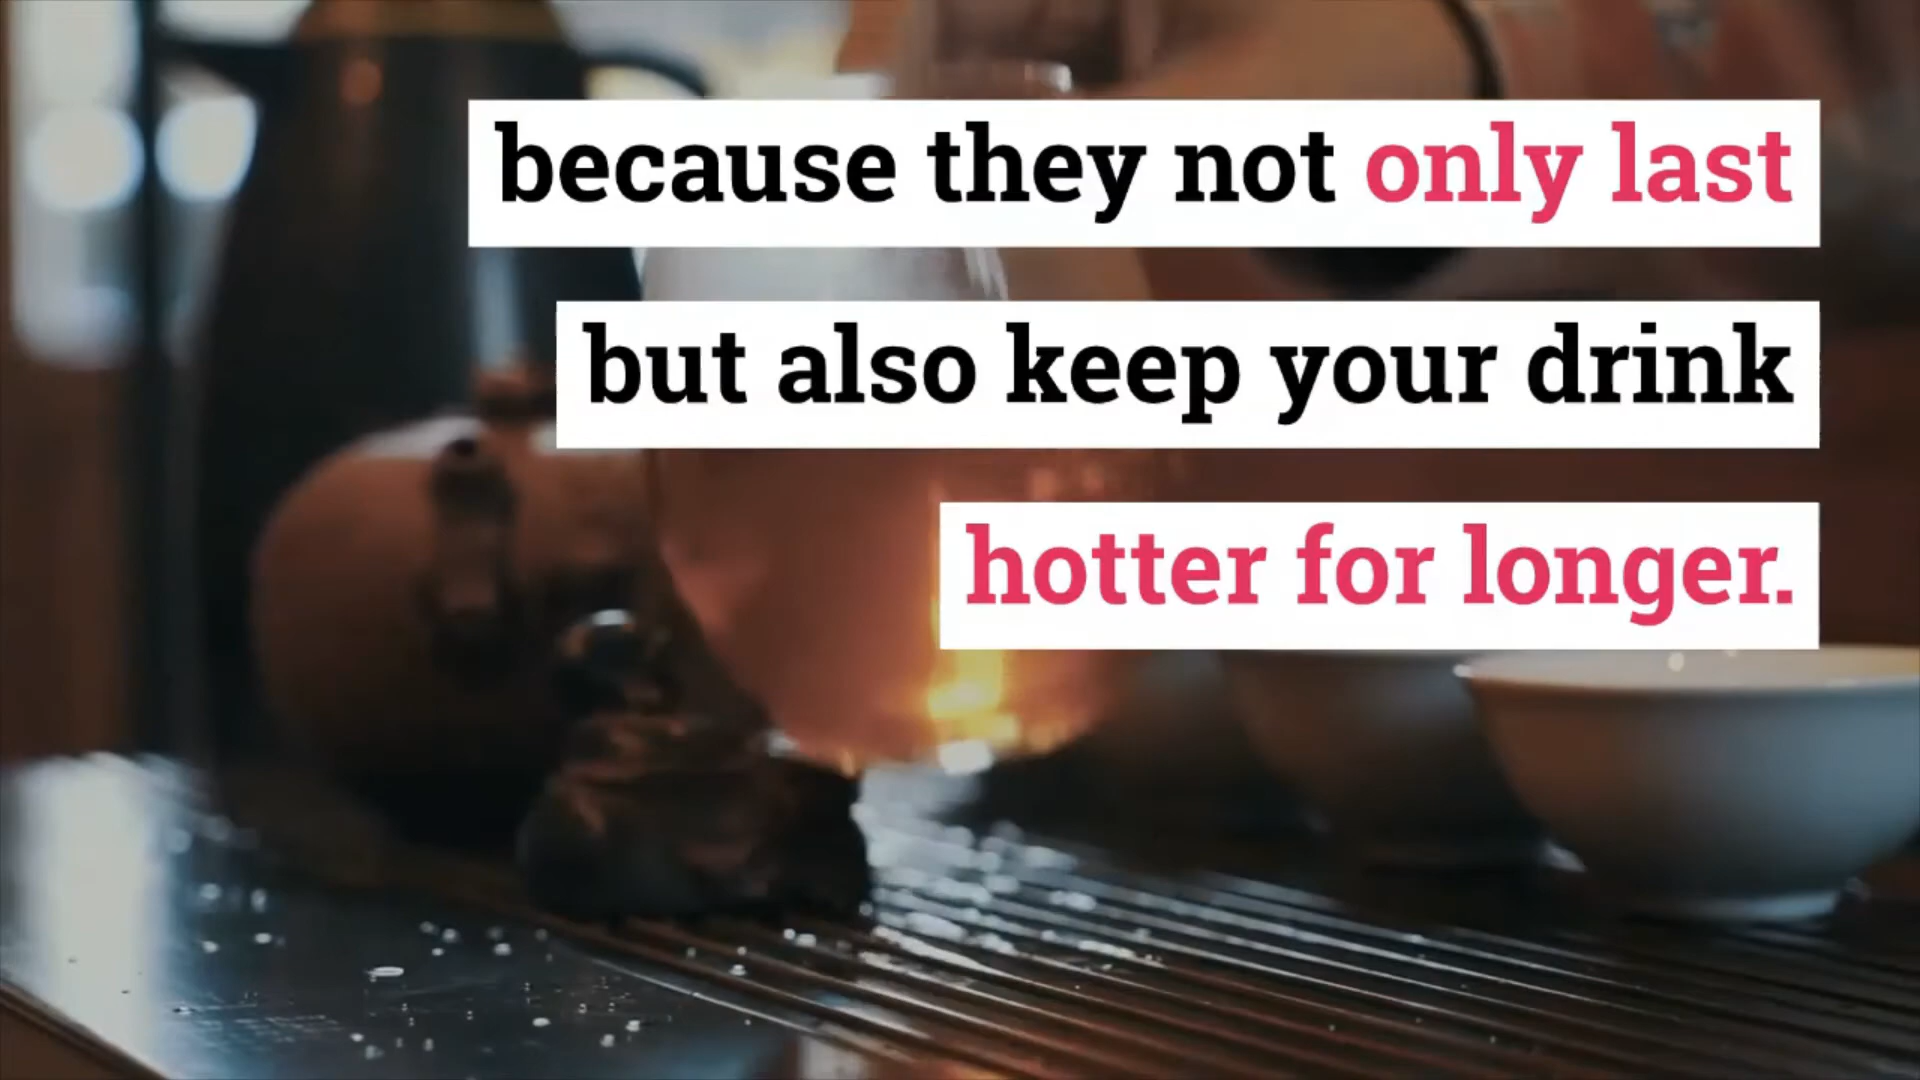 because they not only last
but also keep your drink
hotter for longer.